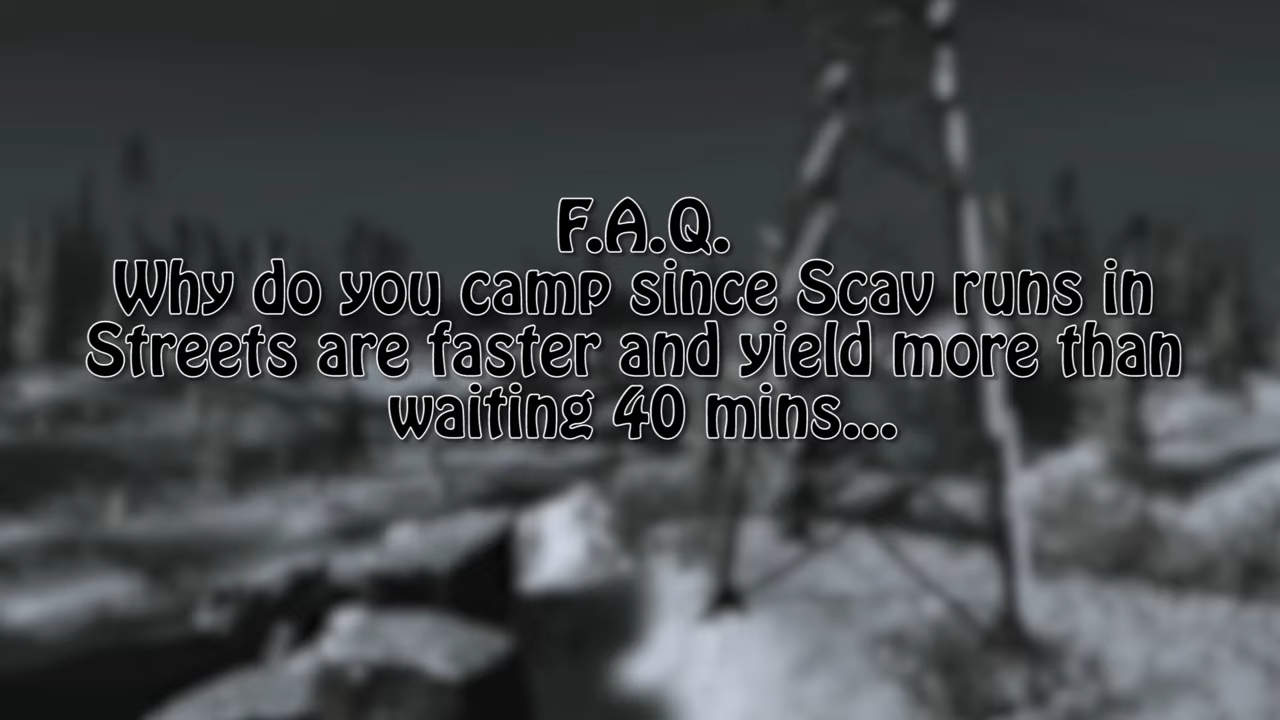 F.A.Q.
Why do you camp since Scav runs in
Streets are faster and yield more than
waiting 40 mins...